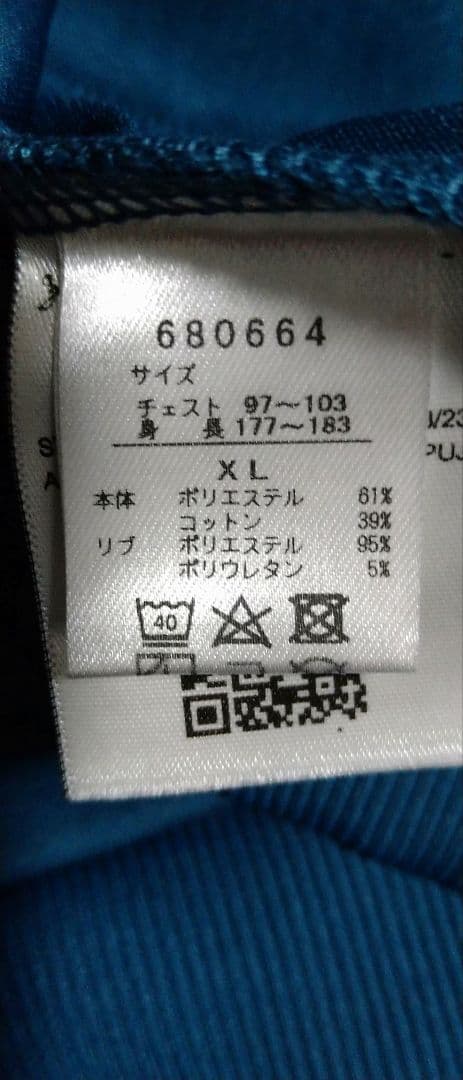 680664
サイズ
チェスト 97〜103
身 長 177〜183
XL
本体 ポリエステル 61%
コットン 39%
リブ ポリエステル 95%
ポリウレタン 5%
40